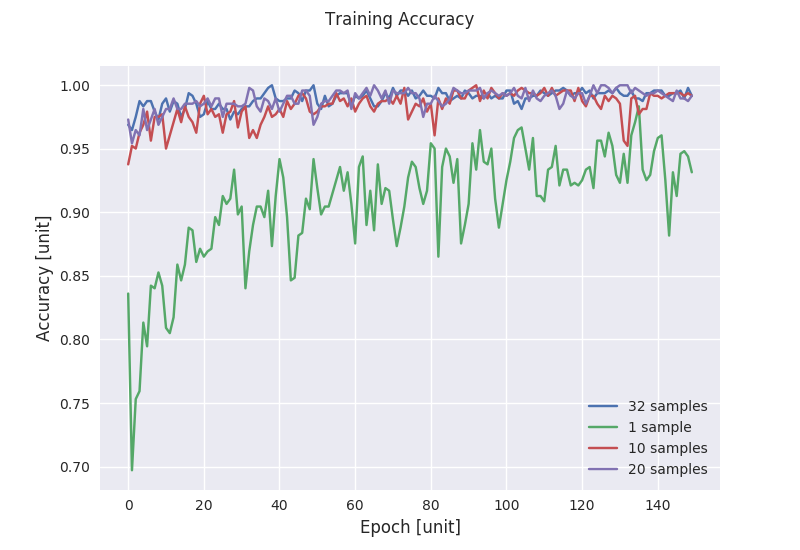 Training Accuracy
1.00
0.95
0.90
0.85
0.80
0.75
0.70
Accuracy [unit]
32 samples
1 sample
10 samples
20 samples
0 20 40 60 80 100 120 140
Epoch [unit]